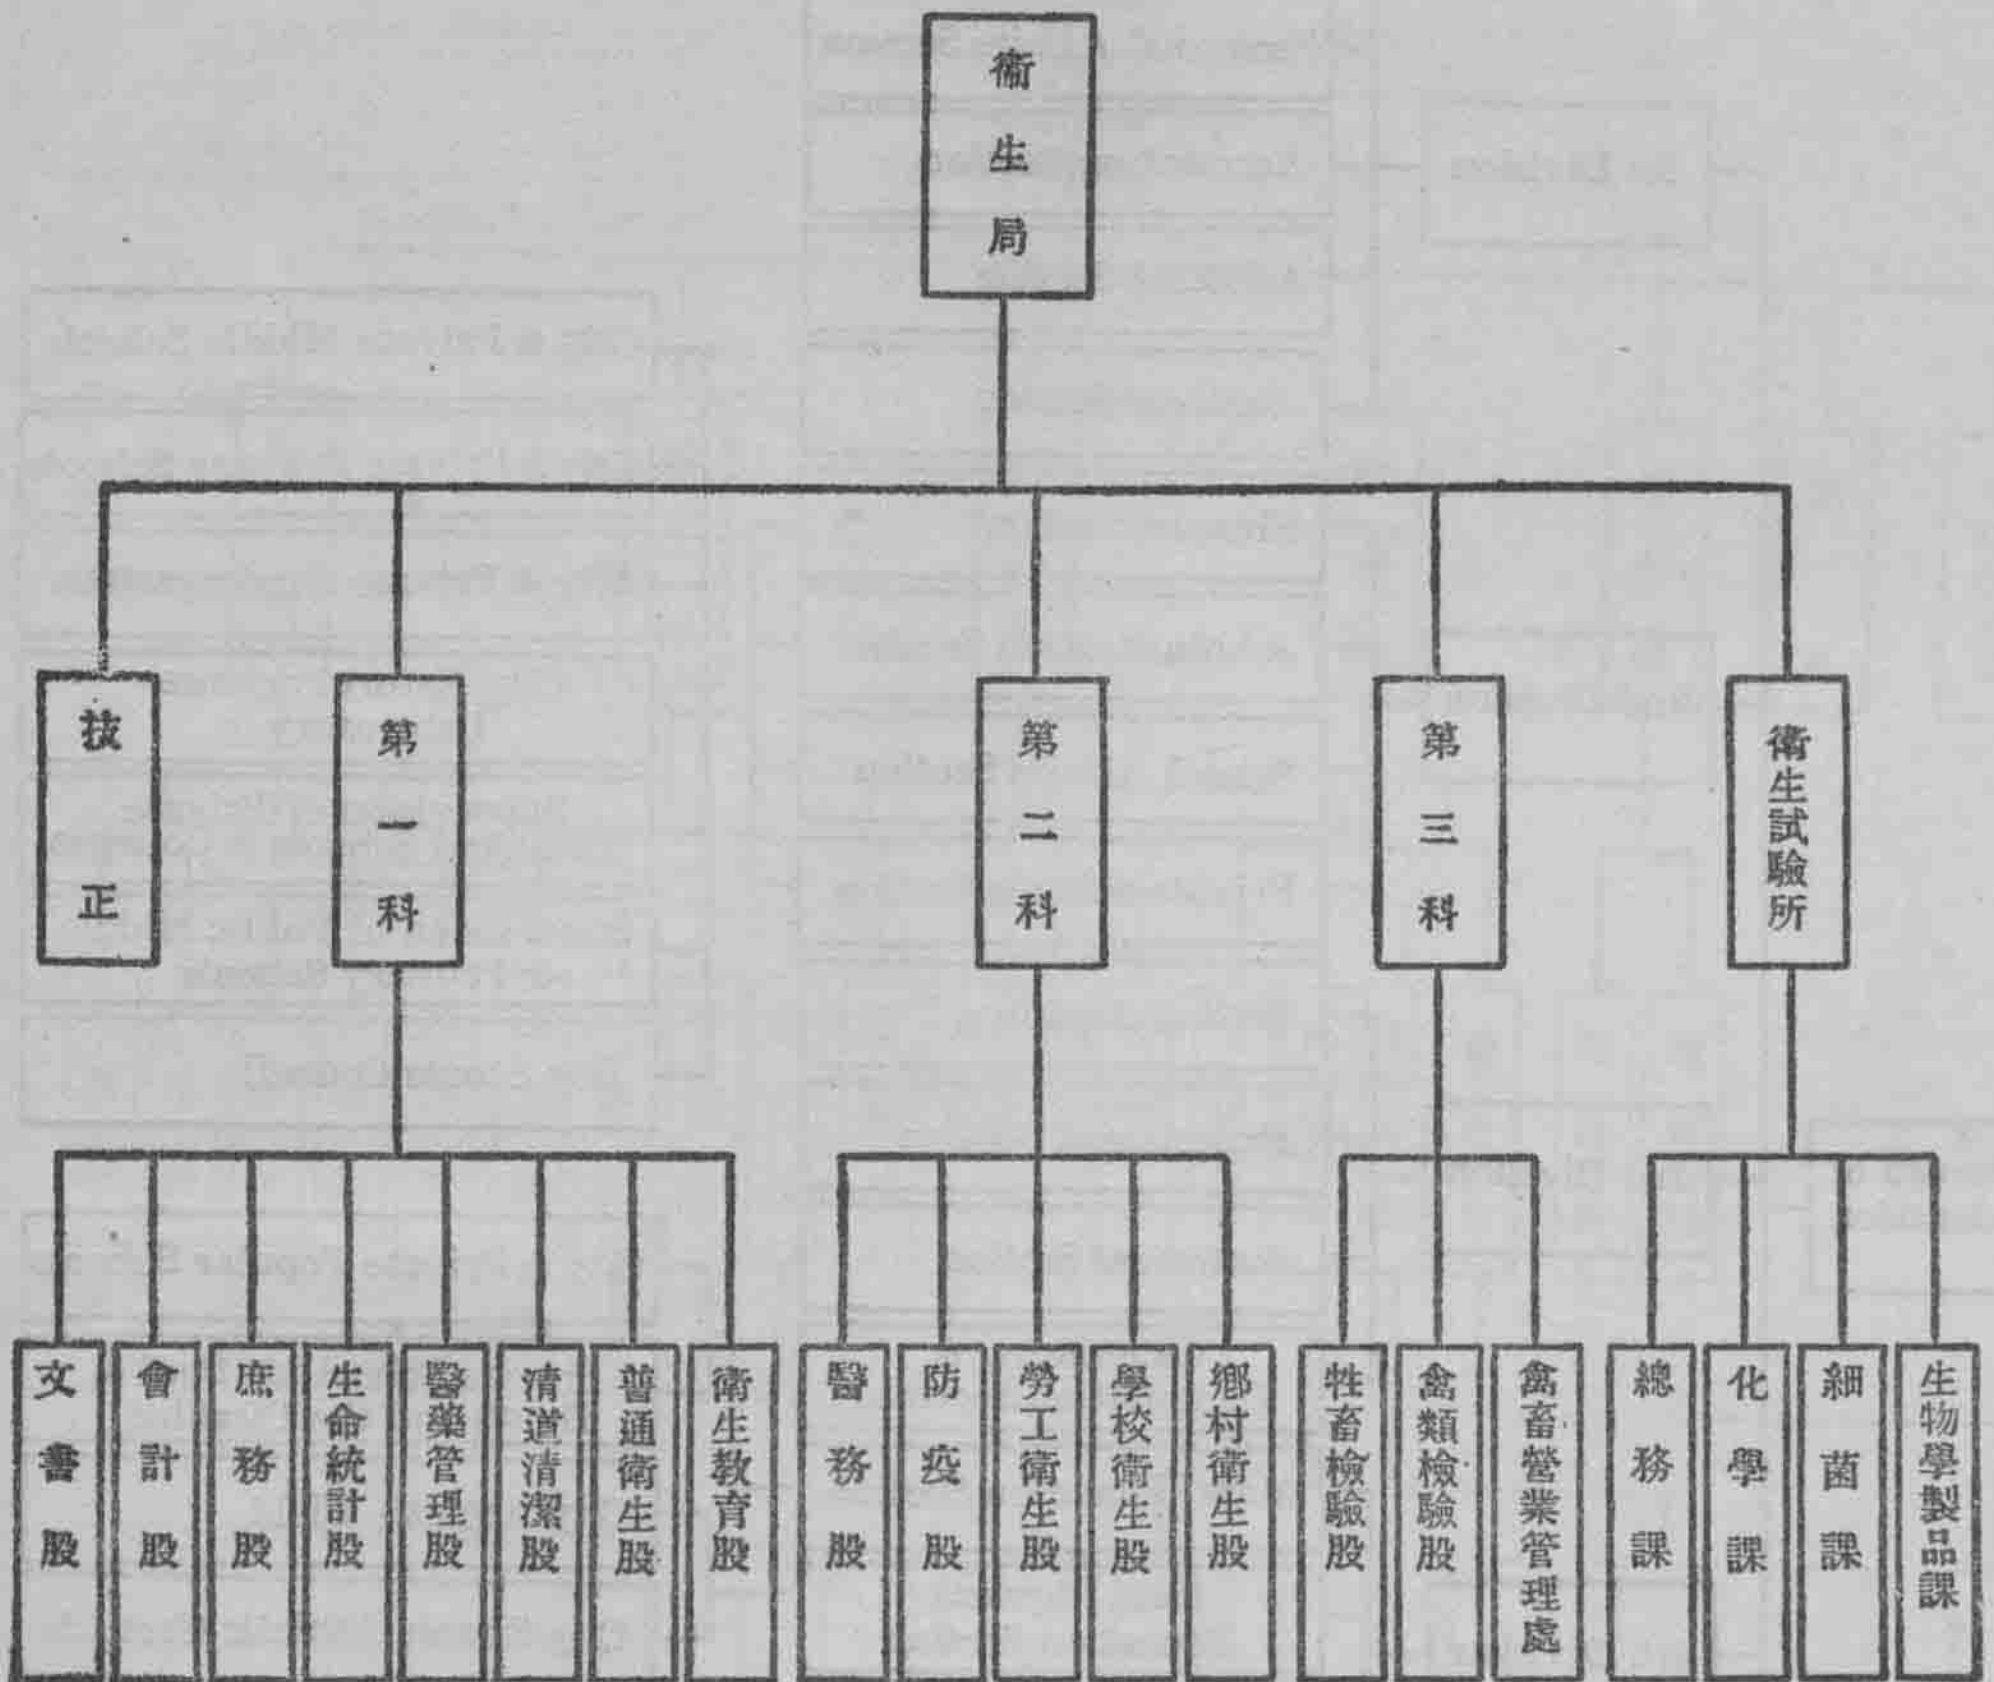 衞生局
技正
第一科
第二科
第三科
衛生試驗所
文書股
會計股
庶務股
生命統計股
醫藥管理股
清道清潔股
普通衛生股
衛生教育股
醫務股
防疫股
勞工衛生股
學校衛生股
鄉村衛生股
牲畜檢驗股
禽類檢驗股
禽畜營業管理處
總務課
化學課
細菌課
生物學製品課